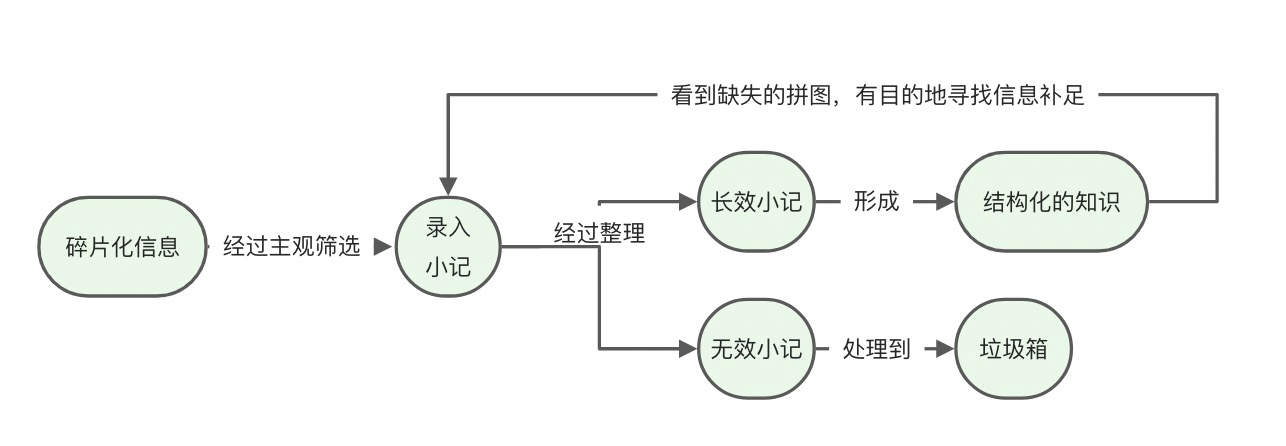 看到缺失的拼图，有目的地寻找信息补足
碎片化信息
经过主观筛选
录入
小记
经过整理
长效小记
形成
结构化的知识
无效小记
处理到
垃圾箱